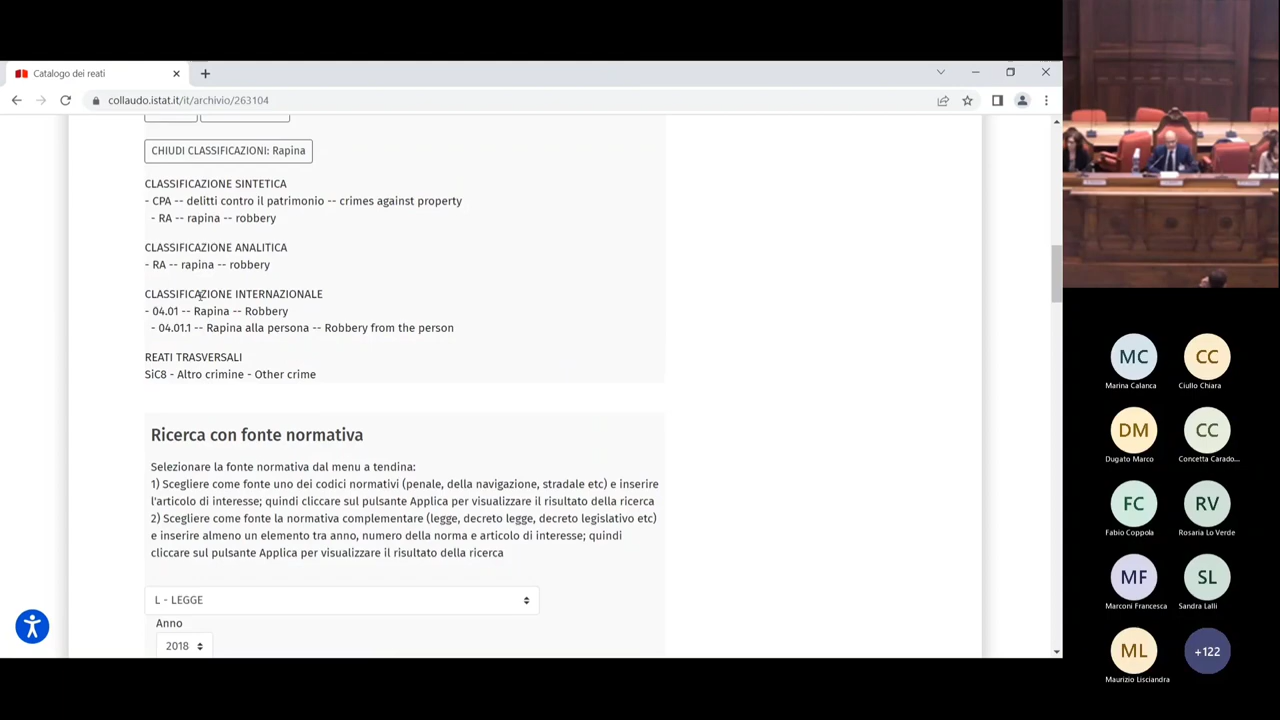 Catalogo dei reati
collaudo.istat.it/it/archivio/263104
CHIUDI CLASSIFICAZIONI: Rapina
CLASSIFICAZIONE SINTETICA
- CPA -- delitti contro il patrimonio -- crimes against property
- RA -- rapina -- robbery
CLASSIFICAZIONE ANALITICA
- RA -- rapina -- robbery
CLASSIFICAZIONE INTERNAZIONALE
- 04.01 -- Rapina -- Robbery
- 04.01.1 -- Rapina alla persona -- Robbery from the person
REATI TRASVERSALI
SiC8 - Altro crimine - Other crime
Ricerca con fonte normativa
Selezionare la fonte normativa dal menu a tendina:
1) Scegliere come fonte uno dei codici normativi (penale, della navigazione, stradale etc) e inserire
l'articolo di interesse; quindi cliccare sul pulsante Applica per visualizzare il risultato della ricerca
2) Scegliere come fonte la normativa complementare (legge, decreto legge, decreto legislativo etc)
e inserire almeno un elemento tra anno, numero della norma e articolo di interesse; quindi
cliccare sul pulsante Applica per visualizzare il risultato della ricerca
L - LEGGE
Anno
2018
MC
Marina Calanca
CC
Ciullo Chiara
DM
Dugato Marco
CC
Concetta Carado...
FC
Fabio Coppola
RV
Rosaria Lo Verde
MF
Marconi Francesca
SL
Sandra Lalli
ML
Maurizio Lisciandra
+122